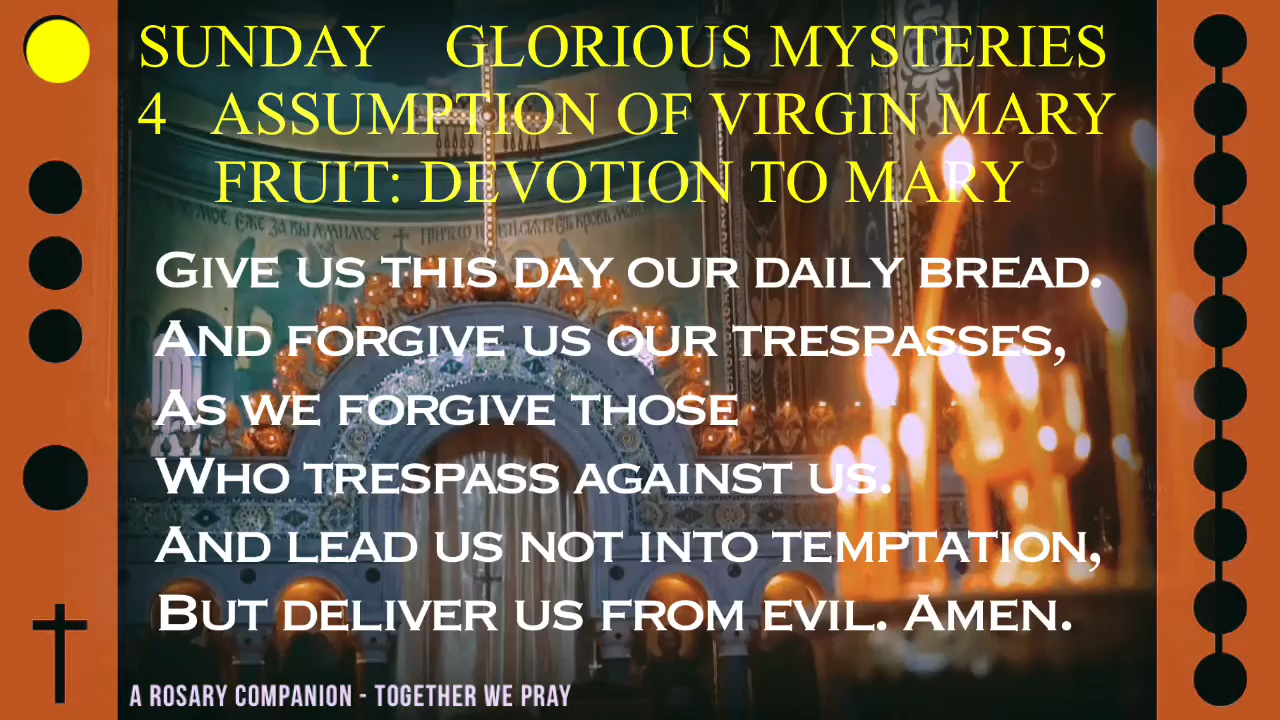 SUNDAY GLORIOUS MYSTERIES
4 ASSUMPTION OF VIRGIN MARY
FRUIT: DEVOTION TO MARY
GIVE US THIS DAY OUR DAILY BREAD.
AND FORGIVE US OUR TRESPASSES,
AS WE FORGIVE THOSE
WHO TRESPASS AGAINST US.
AND LEAD US NOT INTO TEMPTATION,
BUT DELIVER US FROM EVIL. AMEN.
A ROSARY COMPANION - TOGETHER WE PRAY